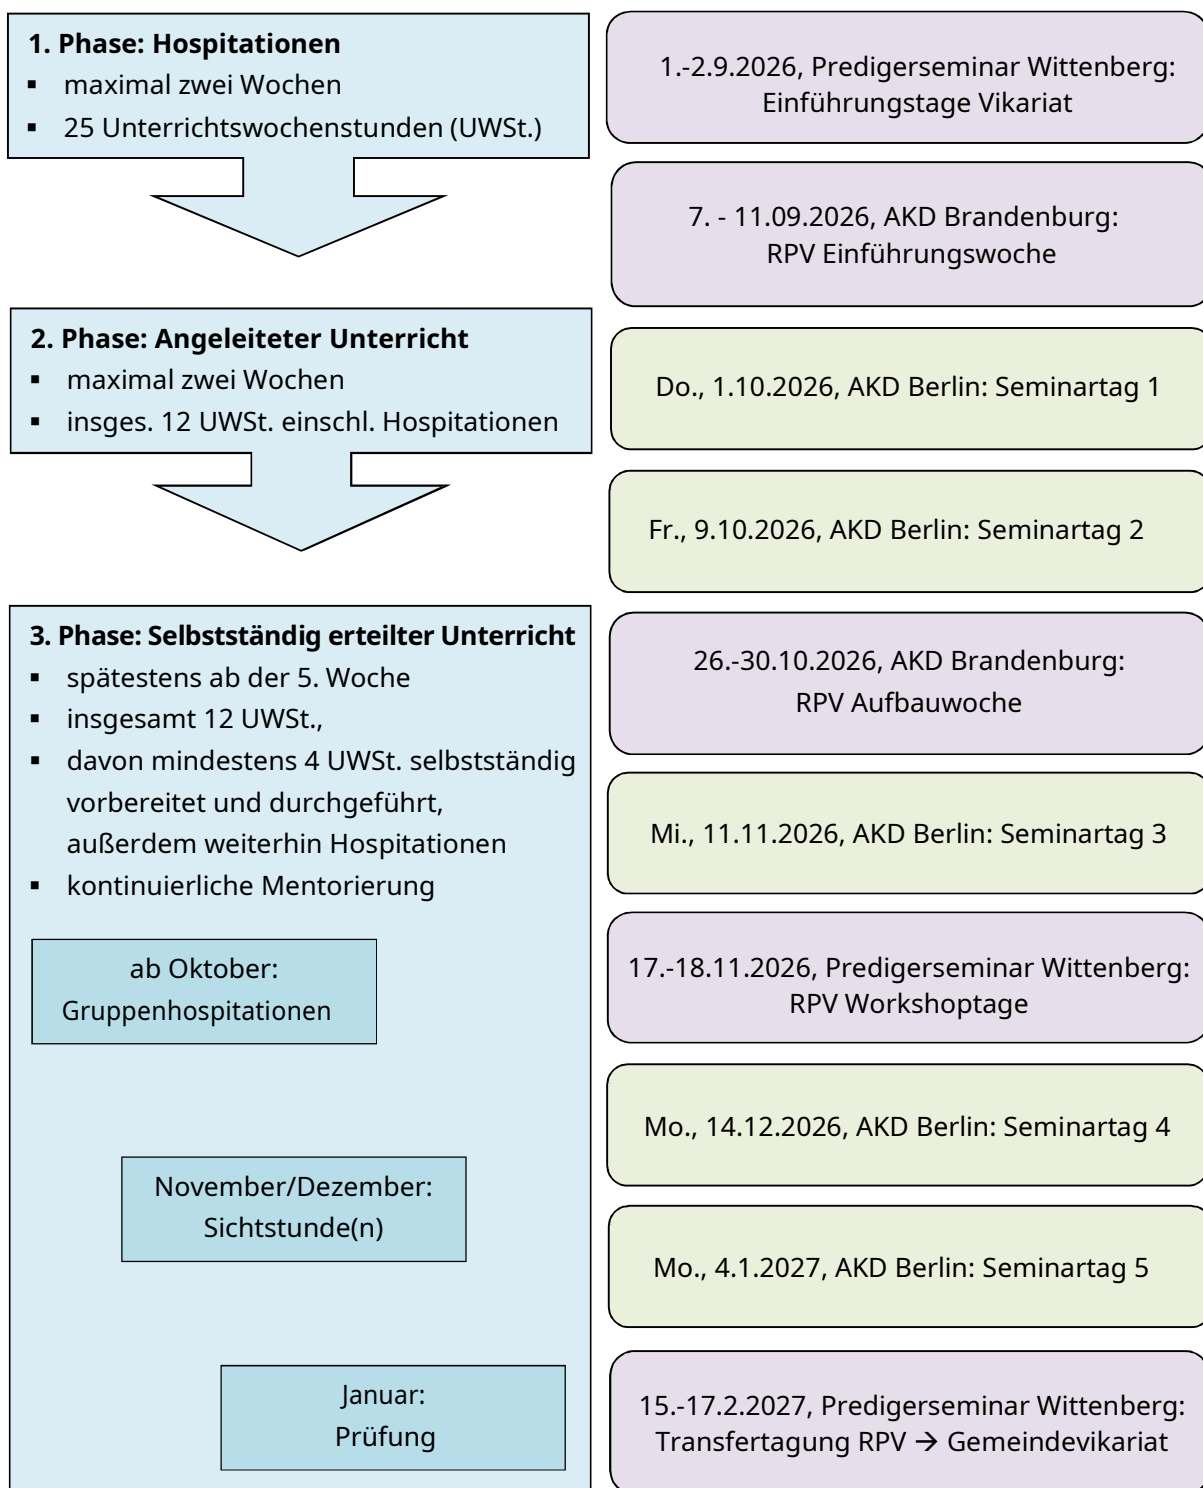 1. Phase: Hospitationen
▪ maximal zwei Wochen
▪ 25 Unterrichtswochenstunden (UWSt.)
2. Phase: Angeleiteter Unterricht
▪ maximal zwei Wochen
▪ insges. 12 UWSt. einschl. Hospitationen
3. Phase: Selbstständig erteilter Unterricht
▪ spätestens ab der 5. Woche
▪ insgesamt 12 UWSt.,
▪ davon mindestens 4 UWSt. selbstständig
vorbereitet und durchgeführt,
außerdem weiterhin Hospitationen
▪ kontinuierliche Mentorierung
ab Oktober:
Gruppenhospitationen
November/Dezember:
Sichtstunde(n)
Januar:
Prüfung
1.-2.9.2026, Predigerseminar Wittenberg:
Einführungstage Vikariat
7. - 11.09.2026, AKD Brandenburg:
RPV Einführungswoche
Do., 1.10.2026, AKD Berlin: Seminartag 1
Fr., 9.10.2026, AKD Berlin: Seminartag 2
26.-30.10.2026, AKD Brandenburg:
RPV Aufbauwoche
Mi., 11.11.2026, AKD Berlin: Seminartag 3
17.-18.11.2026, Predigerseminar Wittenberg:
RPV Workshoptage
Mo., 14.12.2026, AKD Berlin: Seminartag 4
Mo., 4.1.2027, AKD Berlin: Seminartag 5
15.-17.2.2027, Predigerseminar Wittenberg:
Transfertagung RPV → Gemeindevikariat